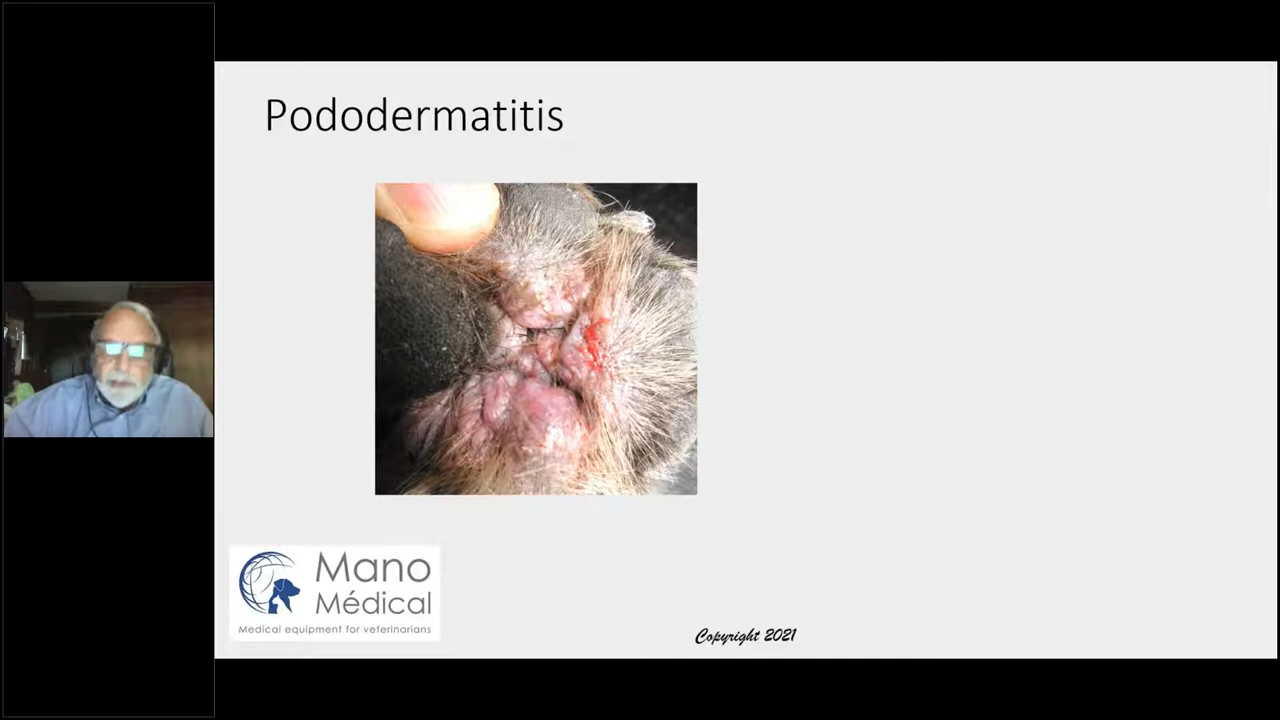 Pododermatitis
Mano
Médical
Medical equipment for veterinarians
Copyright 2021